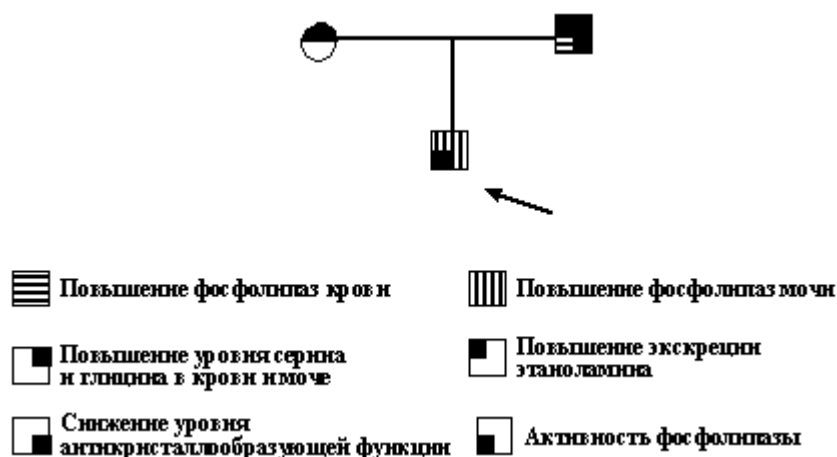 Повышение фосфолипаз крови
Повышение фосфолипаз мочи
Повышение уровня серина
и глицина в крови и моче
Повышение экскреции
этаноламина
Снижение уровня
антикристаллообразующей функции
Активность фосфолипазы